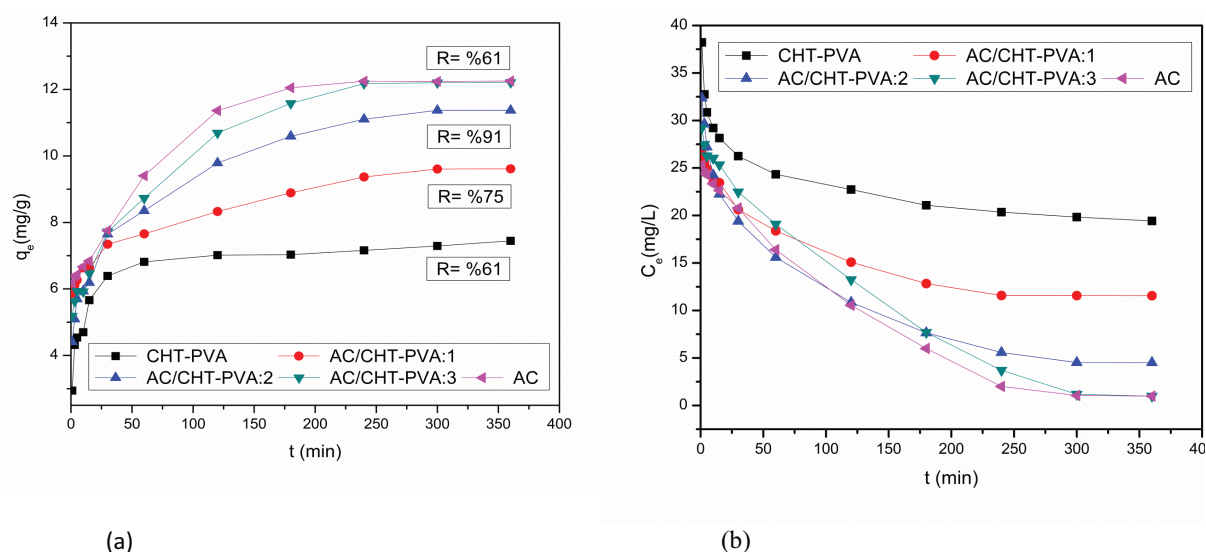 14
12
10
8
6
4
q_e(mg/g)
R= %61
R= %91
R= %75
R= %61
CHT-PVA AC/CHT-PVA:1
AC/CHT-PVA:2 AC/CHT-PVA:3 AC
0 50 100 150 200 250 300 350 400
t (min)
(a)
40
35
30
25
20
15
10
5
0
C_e(mg/L)
CHT-PVA AC/CHT-PVA:1
AC/CHT-PVA:2 AC/CHT-PVA:3 AC
0 50 100 150 200 250 300 350 40
t (min)
(b)